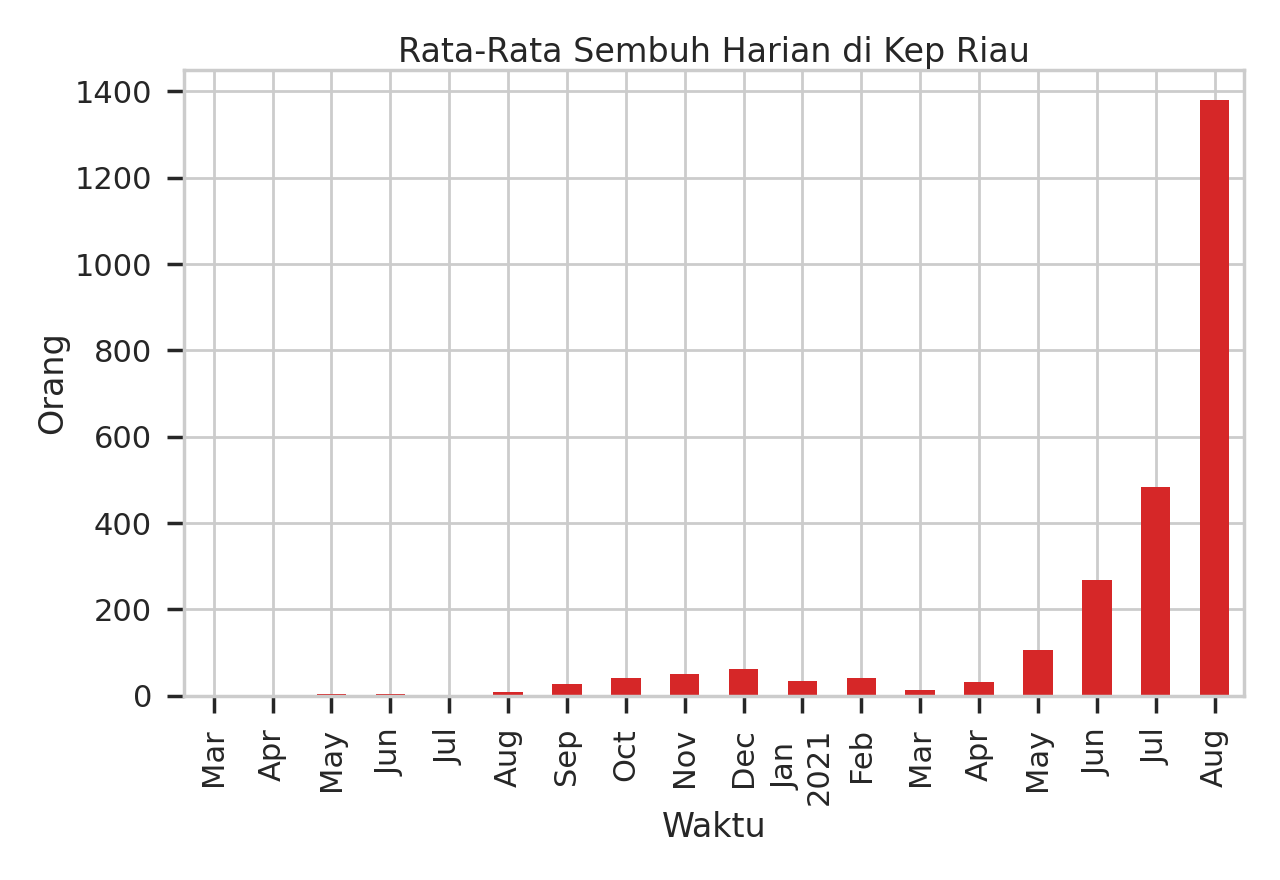 Rata-Rata Sembuh Harian di Kep Riau
Orang
1400
1200
1000
800
600
400
200
0
Mar
Apr
May
Jun
Jul
Aug
Sep
Oct
Nov
Dec
Jan
2021
Feb
Mar
Apr
May
Jun
Jul
Aug
Waktu